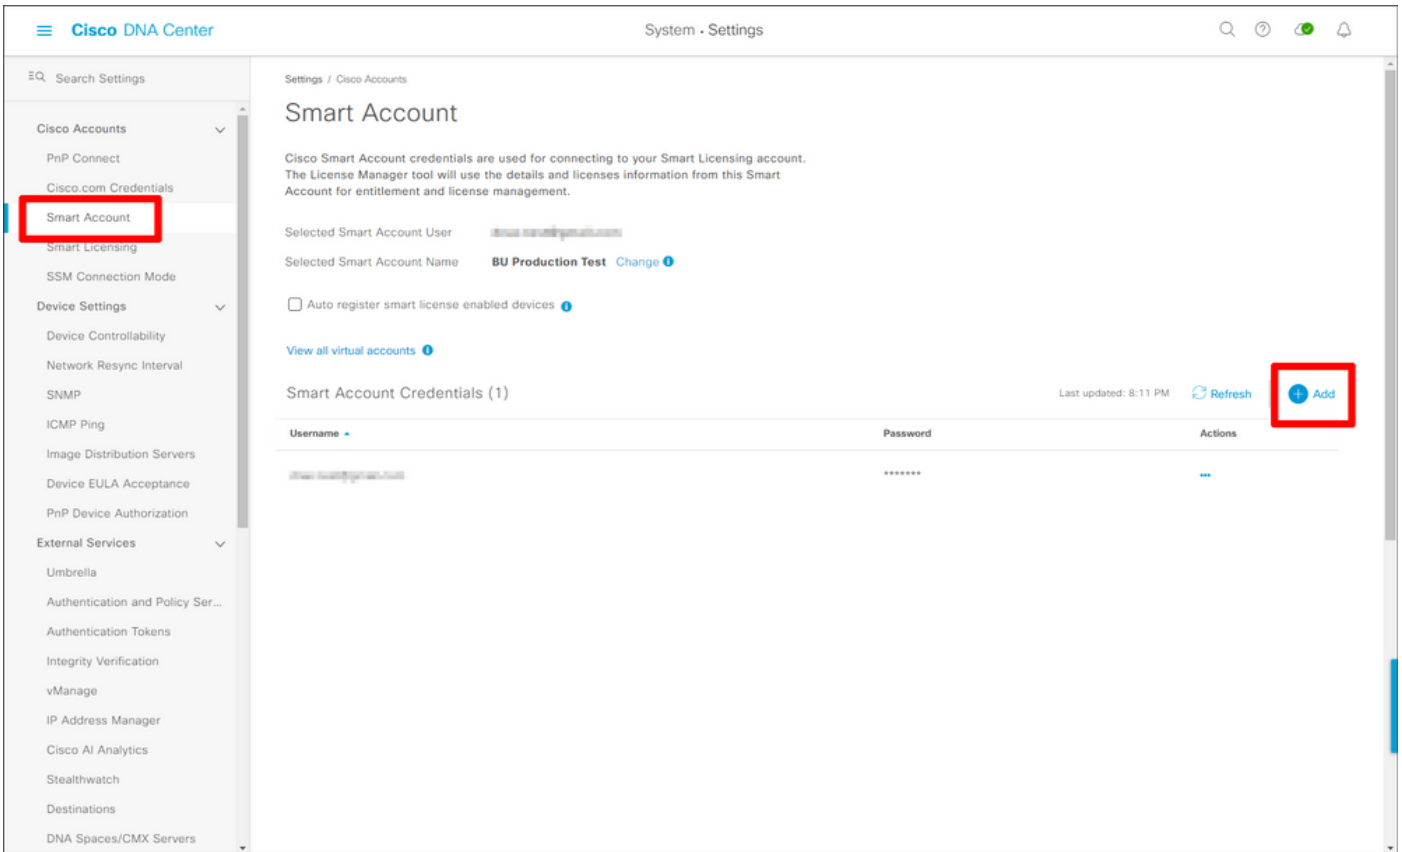 Cisco DNA Center
System · Settings
Search Settings
Cisco Accounts
PnP Connect
Cisco.com Credentials
Smart Account
Smart Licensing
SSM Connection Mode
Device Settings
Device Controllability
Network Resync Interval
SNMP
ICMP Ping
Image Distribution Servers
Device EULA Acceptance
PnP Device Authorization
External Services
Umbrella
Authentication and Policy Ser...
Authentication Tokens
Integrity Verification
vManage
IP Address Manager
Cisco AI Analytics
Stealthwatch
Destinations
DNA Spaces/CMX Servers
Settings / Cisco Accounts
Smart Account
Cisco Smart Account credentials are used for connecting to your Smart Licensing account.
The License Manager tool will use the details and licenses information from this Smart
Account for entitlement and license management.
Selected Smart Account User
Selected Smart Account Name BU Production Test Change
Auto register smart license enabled devices
View all virtual accounts
Smart Account Credentials (1) Last updated: 8:11 PM Refresh Add
Username Password Actions
*******